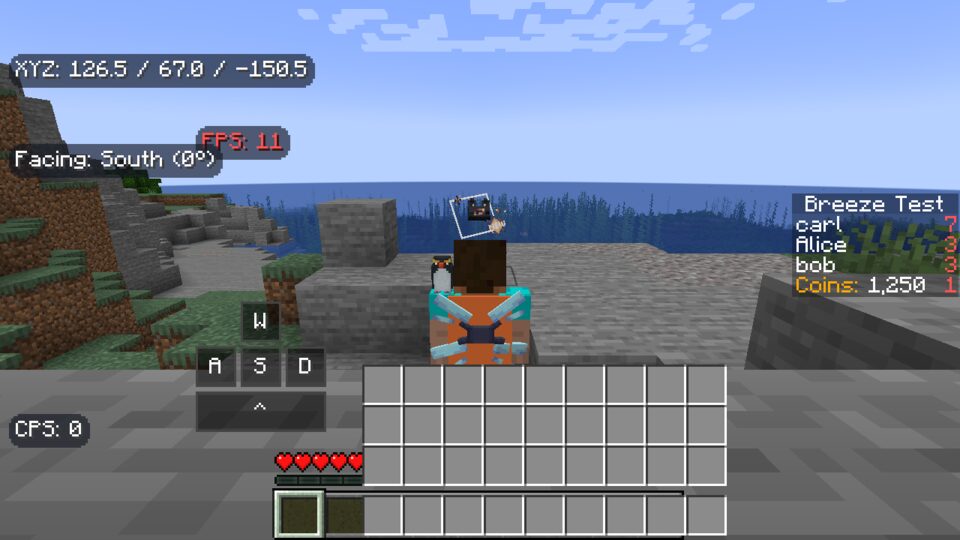 XYZ: 126.5 / 67.0 / -150.5
FPS: 11
Facing: South (0°)
Breeze Test
carl 7
Alice 3
bob 3
Coins: 1,250 1
W
A S D
^
CPS: 0